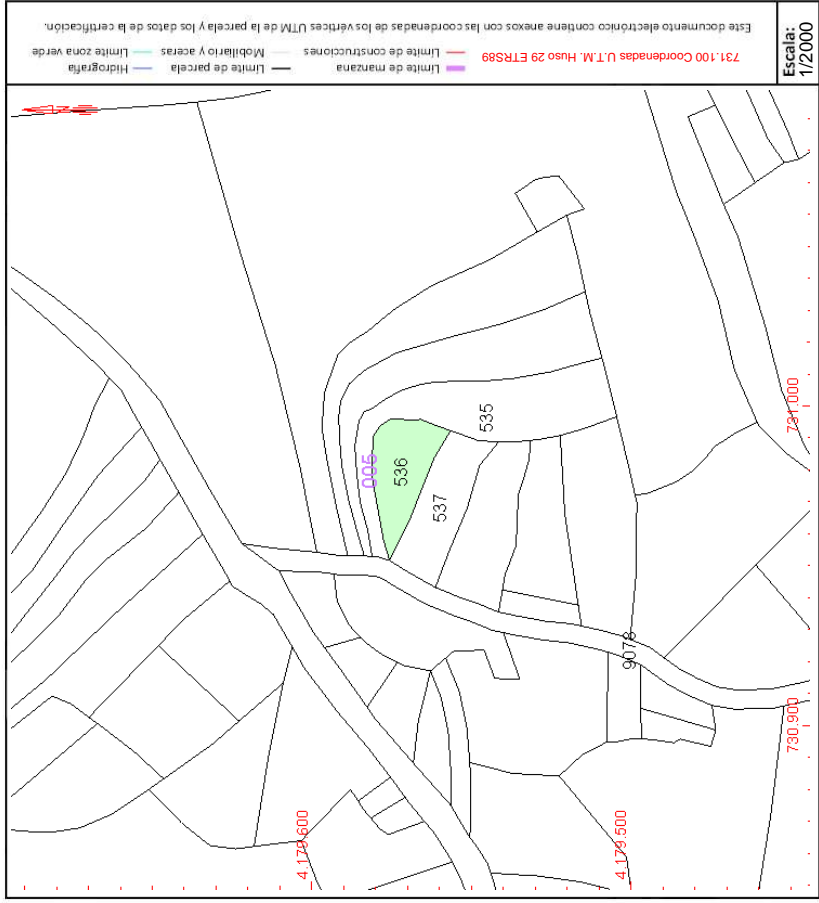 Este documento electrónico contiene anexos con las coordenadas de los vértices UTM de la parcela y los datos de la certificación.
731.100 Coordenadas U.T.M. Huso 29 ETRS89
Límite de manzana
Límite de construcciones
Límite de parcela
Mobiliario y aceras
Hidrografía
Límite zona verde
Escala:
1/2000
731.000
005
535
536
537
9078
730.900
4.179.600
4.179.500